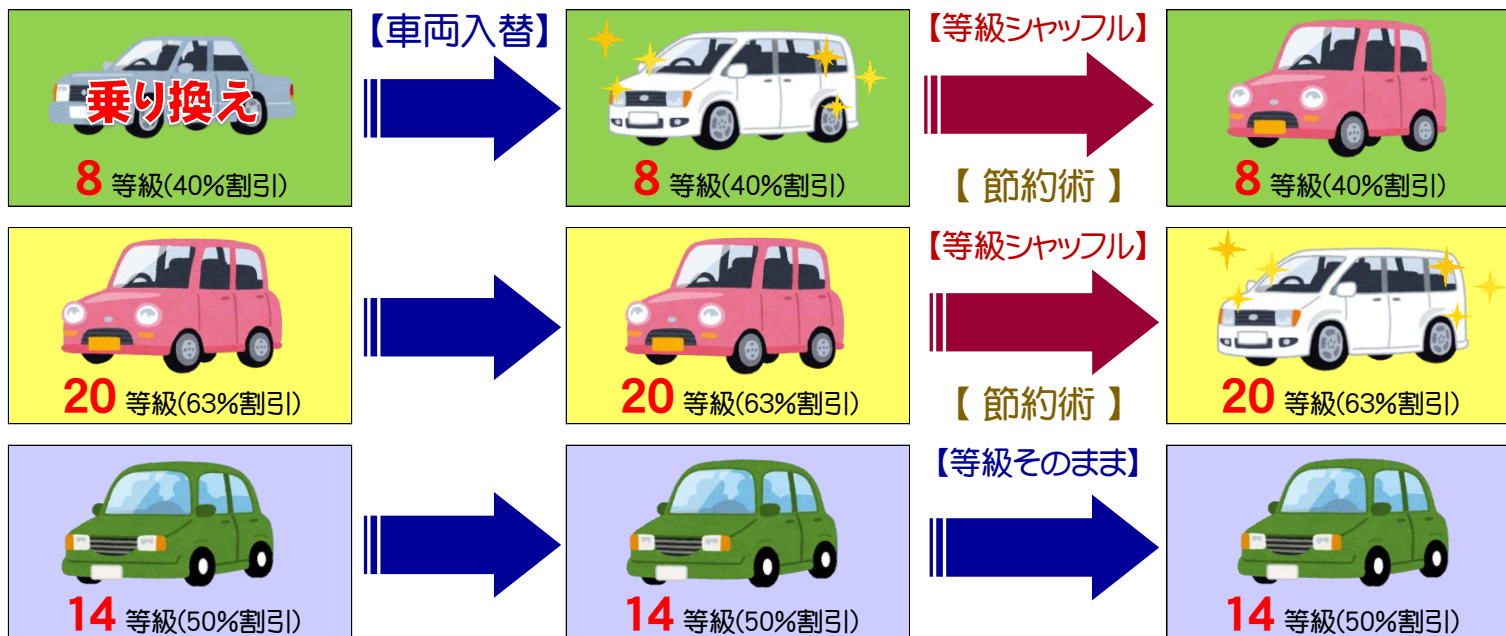 【車両入替】
【等級シャッフル】
乗り換え
8 等級(40%割引)
8 等級(40%割引)
【 節約術 】
8 等級(40%割引)
【等級シャッフル】
20 等級(63%割引)
20 等級(63%割引)
【 節約術 】
20 等級(63%割引)
【等級そのまま】
14 等級(50%割引)
14 等級(50%割引)
14 等級(50%割引)